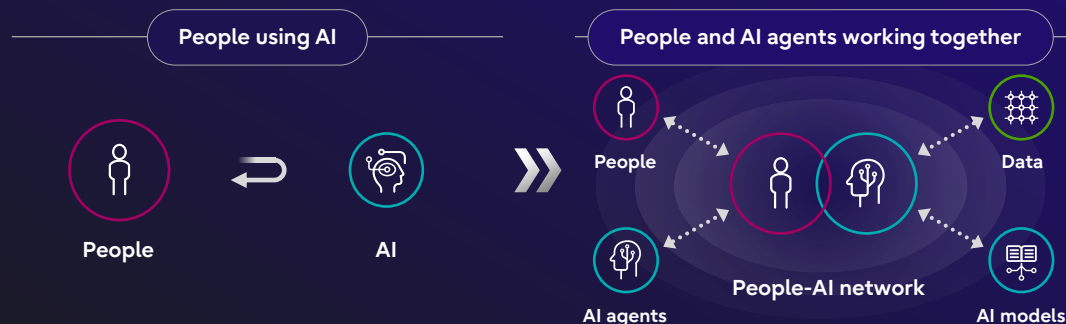 People using AI
People
AI
People and AI agents working together
People
Data
People-AI network
AI agents
AI models